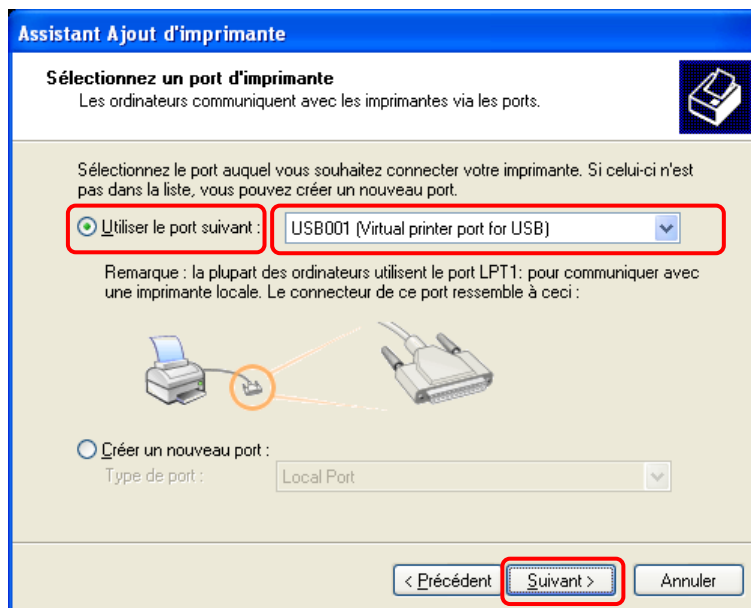 Assistant Ajout d'imprimante
Sélectionnez un port d'imprimante
Les ordinateurs communiquent avec les imprimantes via les ports.
Sélectionnez le port auquel vous souhaitez connecter votre imprimante. Si celui-ci n'est
pas dans la liste, vous pouvez créer un nouveau port.
Utiliser le port suivant : USB001 (Virtual printer port for USB)
Remarque : la plupart des ordinateurs utilisent le port LPT1: pour communiquer avec
une imprimante locale. Le connecteur de ce port ressemble à ceci :
Créer un nouveau port :
Type de port : Local Port
< Précédent Suivant > Annuler